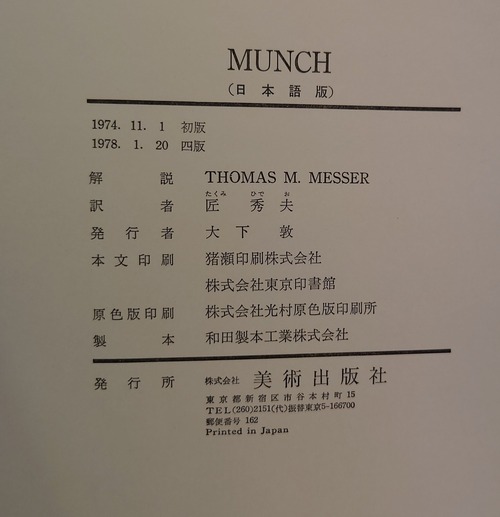 MUNCH
（日本語版）
1974. 11. 1 初版
1978. 1. 20 四版
解説 THOMAS M. MESSER
たくみ ひで お
訳者 匠秀夫
発行者 大下敦
本文印刷 猪瀬印刷株式会社
株式会社東京印書館
原色版印刷 株式会社光村原色版印刷所
製本 和田製本工業株式会社
発行所 株式会社 美術出版社
東京都新宿区市谷本村町15
TEL(260)2151(代)振替東京5-166700
郵便番号 162
Printed in Japan